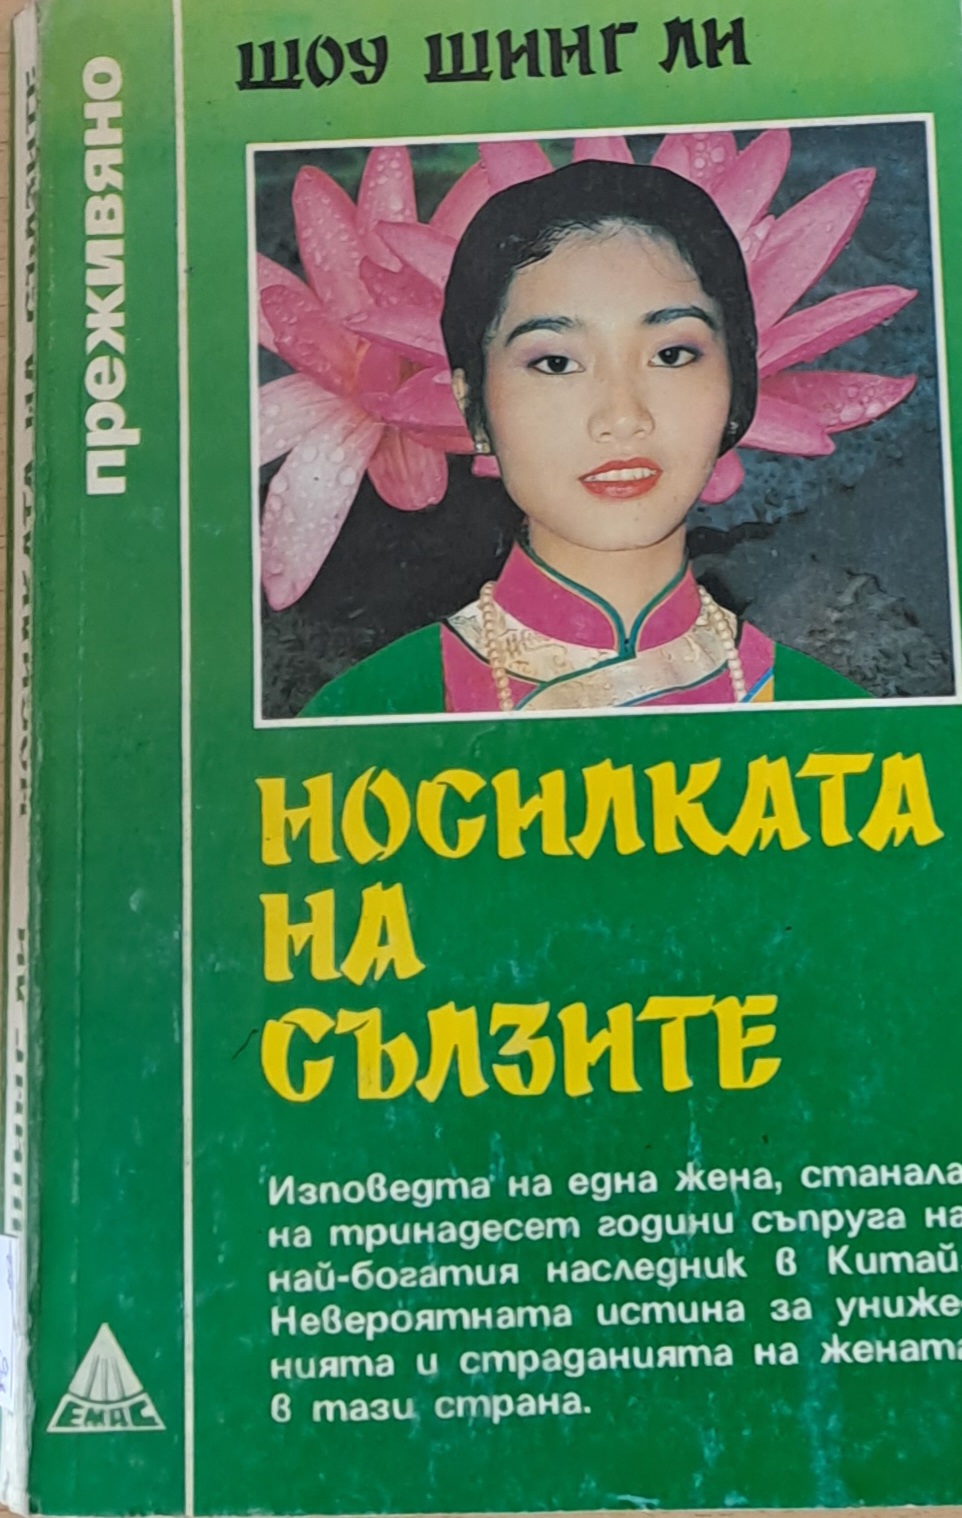 ШОУ ШИНГ ЛИ
преживяно
НОСИЛКАТА
НА
СЪЛЗИТЕ
Изповедта на една жена, станала
на тринадесет години съпруга на
най-богатия наследник в Китай.
Невероятната истина за униже-
нията и страданията на жената
в тази страна.
ЕМАС